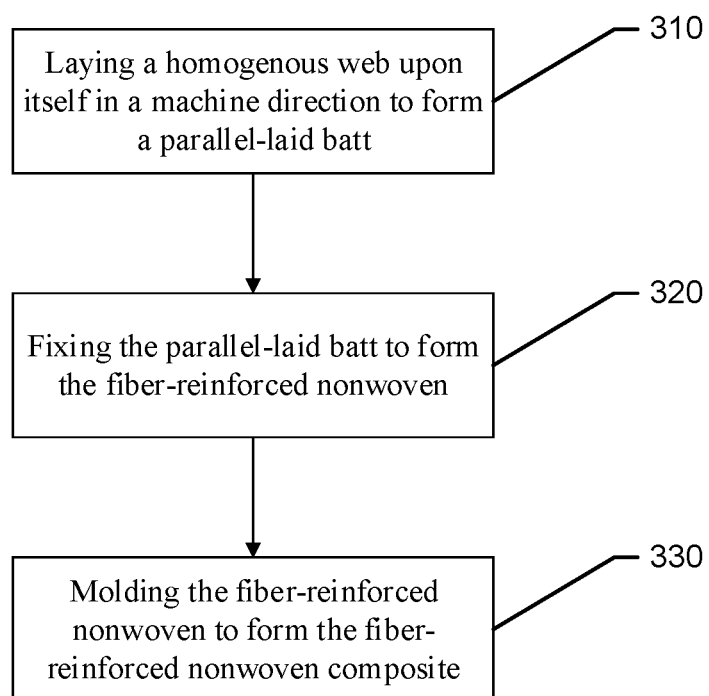 310
Laying a homogenous web upon
itself in a machine direction to form
a parallel-laid batt
320
Fixing the parallel-laid batt to form
the fiber-reinforced nonwoven
330
Molding the fiber-reinforced
nonwoven to form the fiber-
reinforced nonwoven composite